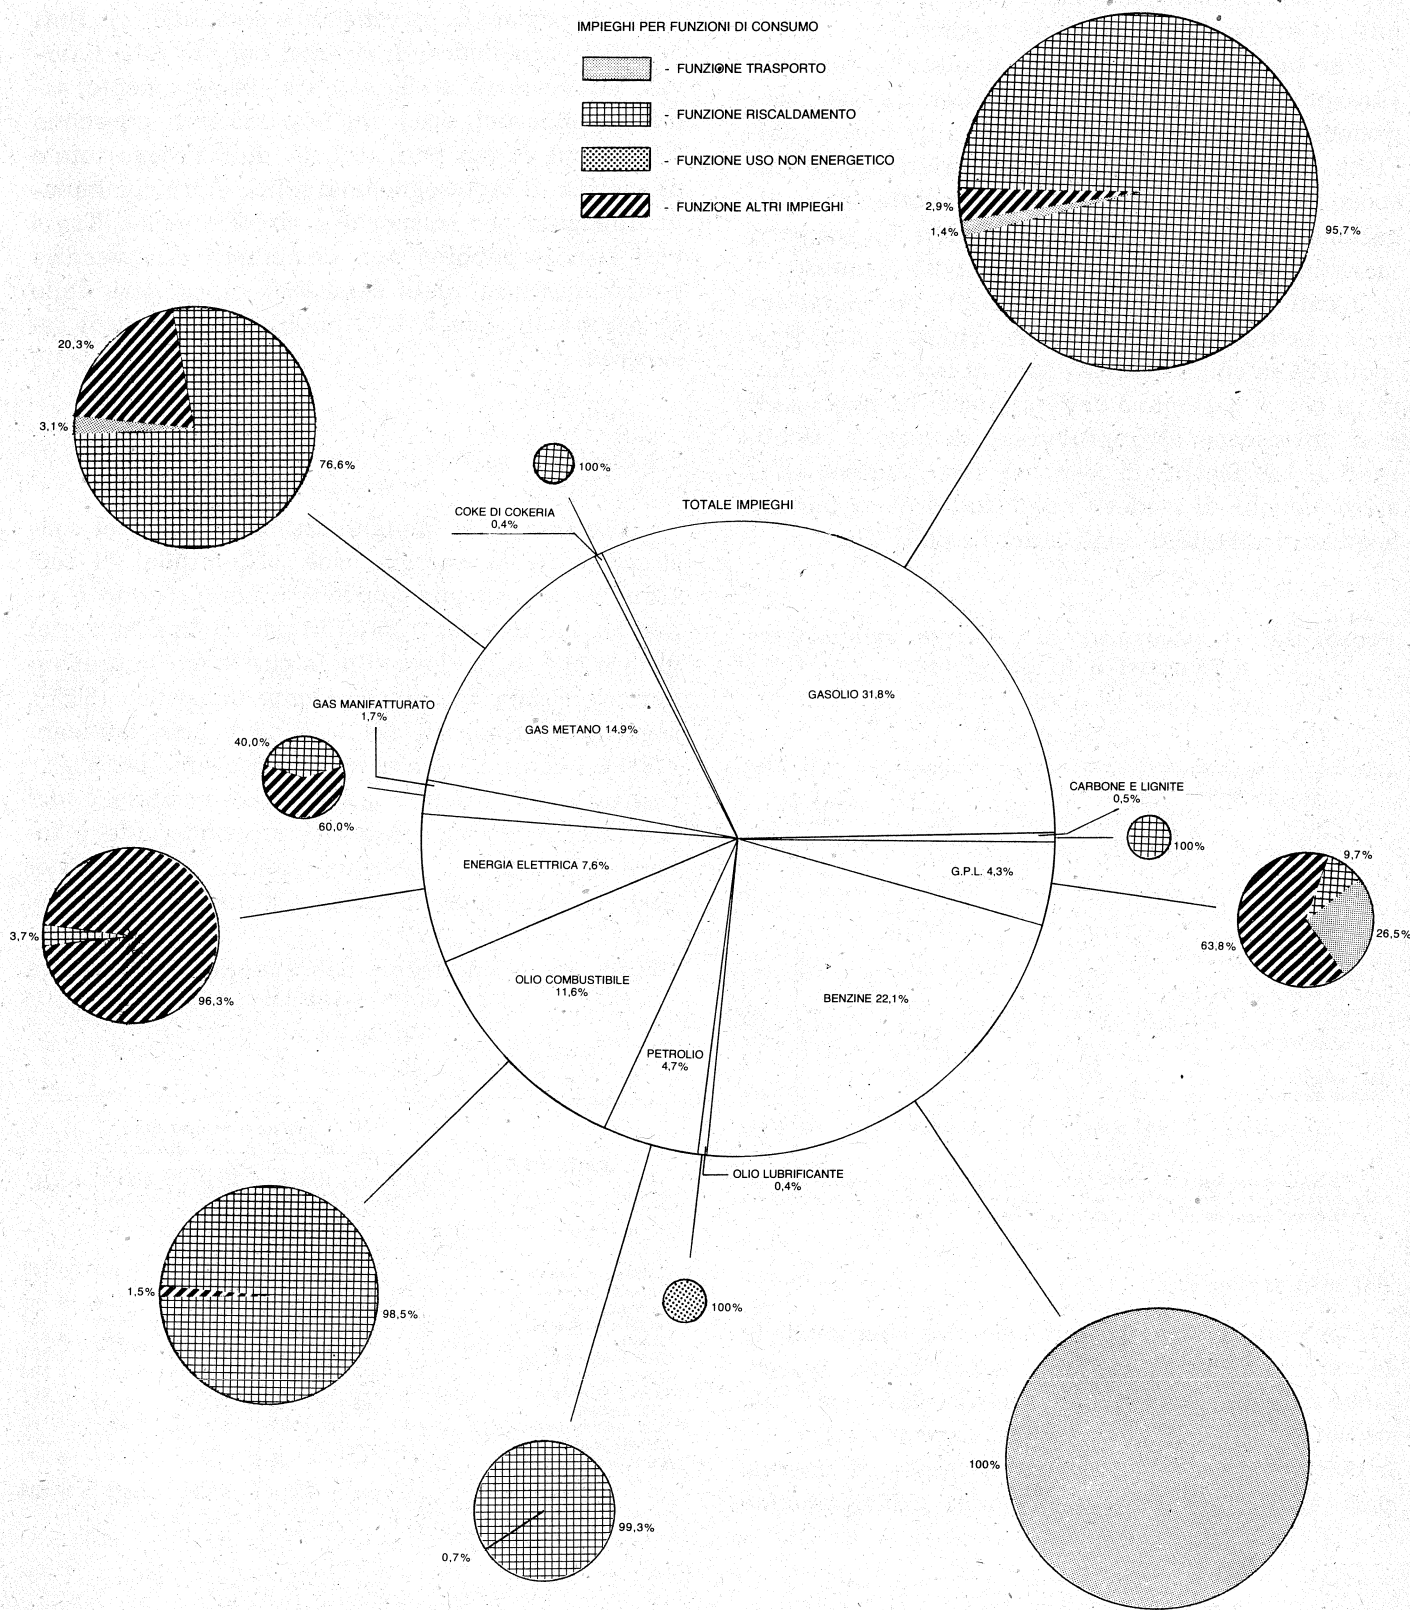 IMPIEGHI PER FUNZIONI DI CONSUMO
- FUNZIONE TRASPORTO
- FUNZIONE RISCALDAMENTO
- FUNZIONE USO NON ENERGETICO
- FUNZIONE ALTRI IMPIEGHI
2,9%
1,4%
95,7%
20,3%
3,1%
76,6%
100%
COKE DI COKERIA
0,4%
TOTALE IMPIEGHI
GASOLIO 31,8%
GAS MANIFATTURATO
1,7%
GAS METANO 14,9%
40,0%
60,0%
CARBONE E LIGNITE
0,5%
100%
ENERGIA ELETTRICA 7,6%
G.P.L. 4,3%
9,7%
26,5%
63,8%
3,7%
96,3%
OLIO COMBUSTIBILE
11,6%
BENZINE 22,1%
PETROLIO
4,7%
OLIO LUBRIFICANTE
0,4%
1,5%
98,5%
100%
100%
99,3%
0,7%